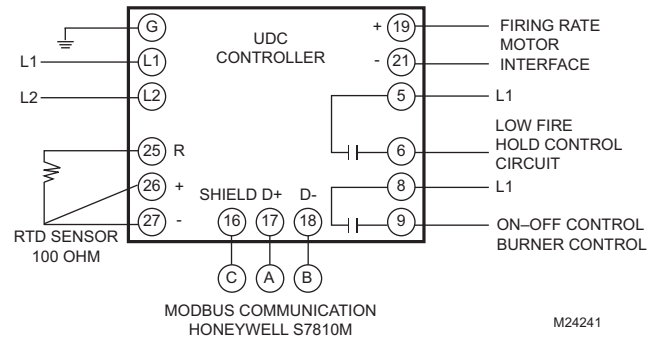 G
UDC
CONTROLLER
+ 19
FIRING RATE
MOTOR
INTERFACE
L1
L1
- 21
L2
L2
5
L1
LOW FIRE
HOLD CONTROL
CIRCUIT
6
25 R
26 +
27 -
RTD SENSOR
100 OHM
SHIELD D+ D-
16 17 18
8
L1
9
ON–OFF CONTROL
BURNER CONTROL
C A B
MODBUS COMMUNICATION
HONEYWELL S7810M
M24241